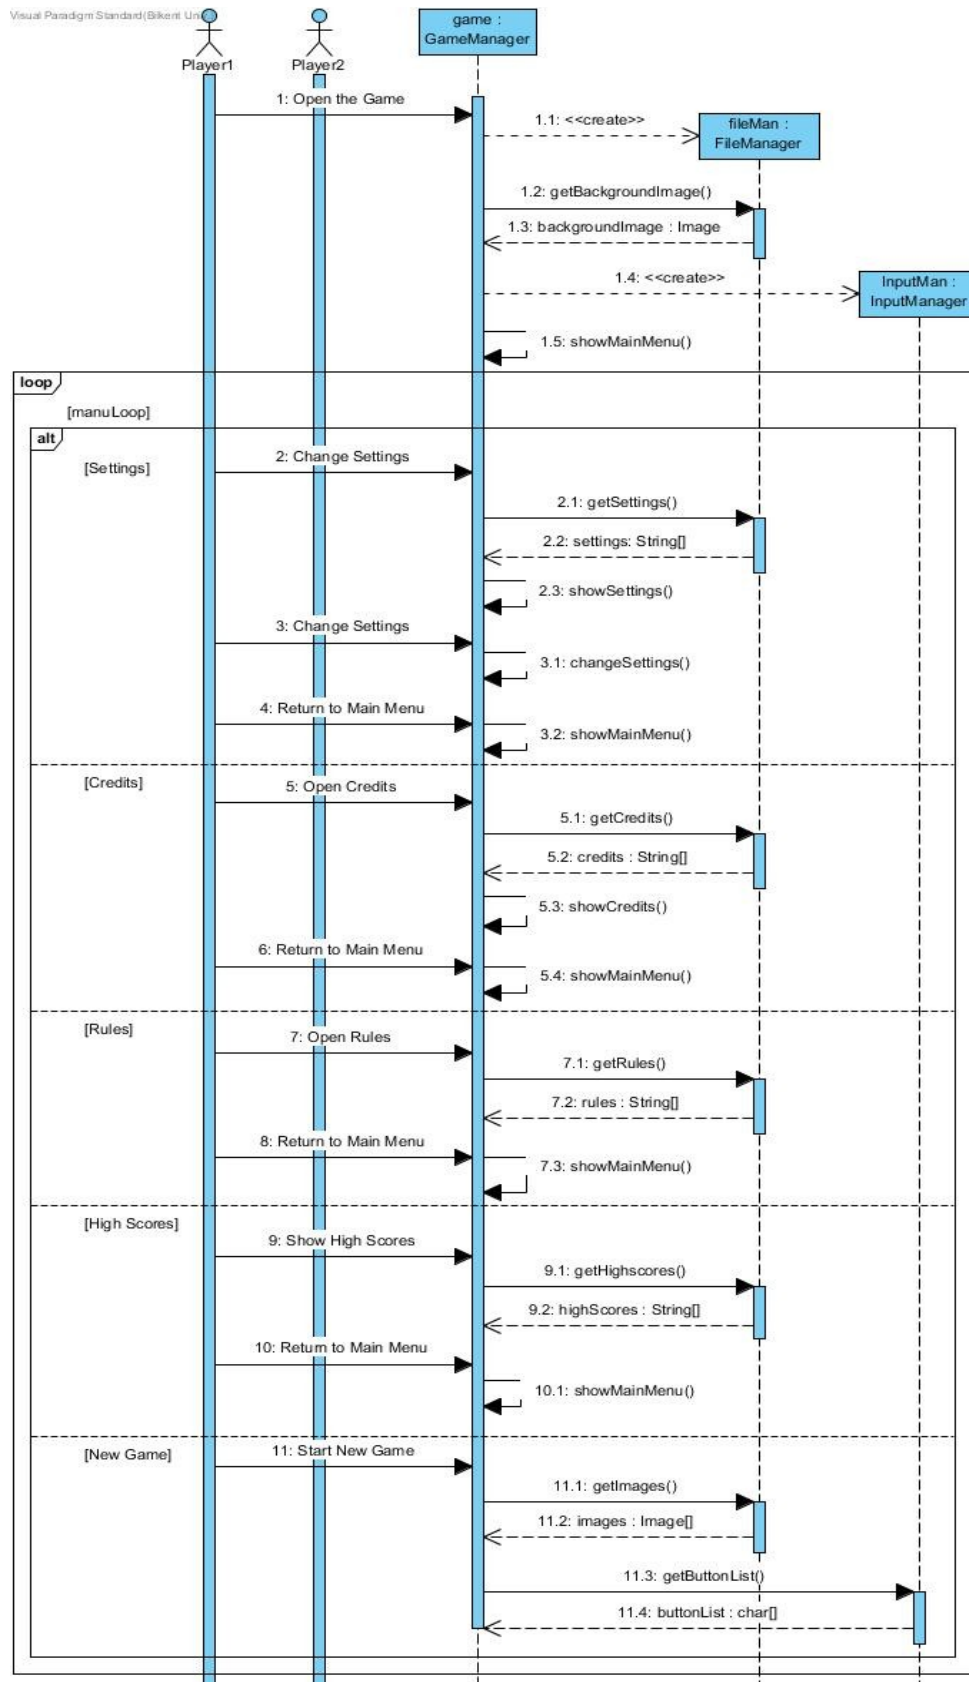 Visual Paradigm Standard(Bilkent
Player1
Player2
game :
GameManager
1: Open the Game
1.1: <<create>>
fileMan :
FileManager
1.2: getBackgroundImage()
1.3: backgroundImage : Image
1.4: <<create>>
InputMan :
InputManager
1.5: showMainMenu()
loop
[manuLoop]
alt
[Settings]
2: Change Settings
2.1: getSettings()
2.2: settings: String[]
2.3: showSettings()
3: Change Settings
3.1: changeSettings()
4: Return to Main Menu
3.2: showMainMenu()
[Credits]
5: Open Credits
5.1: getCredits()
5.2: credits : String[]
5.3: showCredits()
6: Return to Main Menu
5.4: showMainMenu()
[Rules]
7: Open Rules
7.1: getRules()
7.2: rules : String[]
8: Return to Main Menu
7.3: showMainMenu()
[High Scores]
9: Show High Scores
9.1: getHighscores()
9.2: highScores : String[]
10: Return to Main Menu
10.1: showMainMenu()
[New Game]
11: Start New Game
11.1: getImages()
11.2: images : Image[]
11.3: getButtonList()
11.4: buttonList : char[]